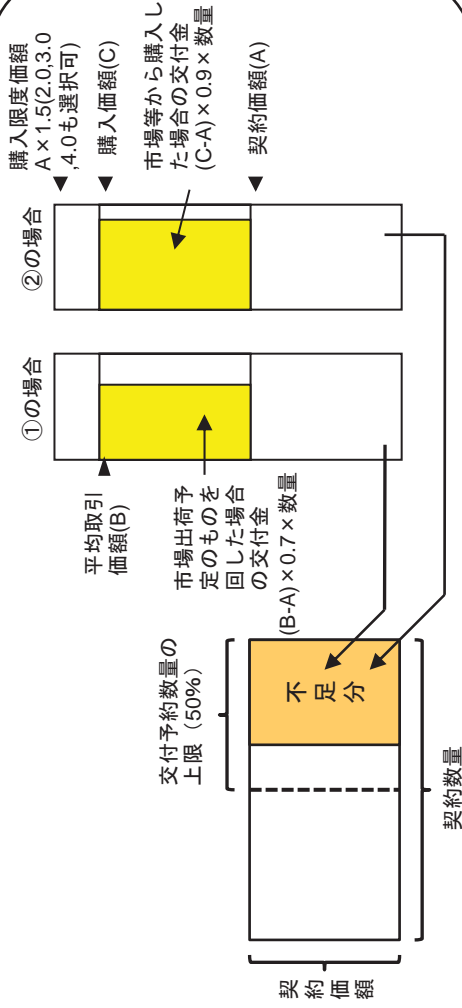 購入限度価額
A×1.5(2.0,3.0
,4.0も選択可)
購入価額(C)
市場等から購入し
た場合の交付金
(C-A)×0.9×数量
契約価額(A)
②の場合
①の場合
平均取引
価額(B)
市場出荷予
定のものを
回した場合
の交付金
(B-A)×0.7×数量
交付予約数量の
上限（50%）
不足分
契約数量
契約価額